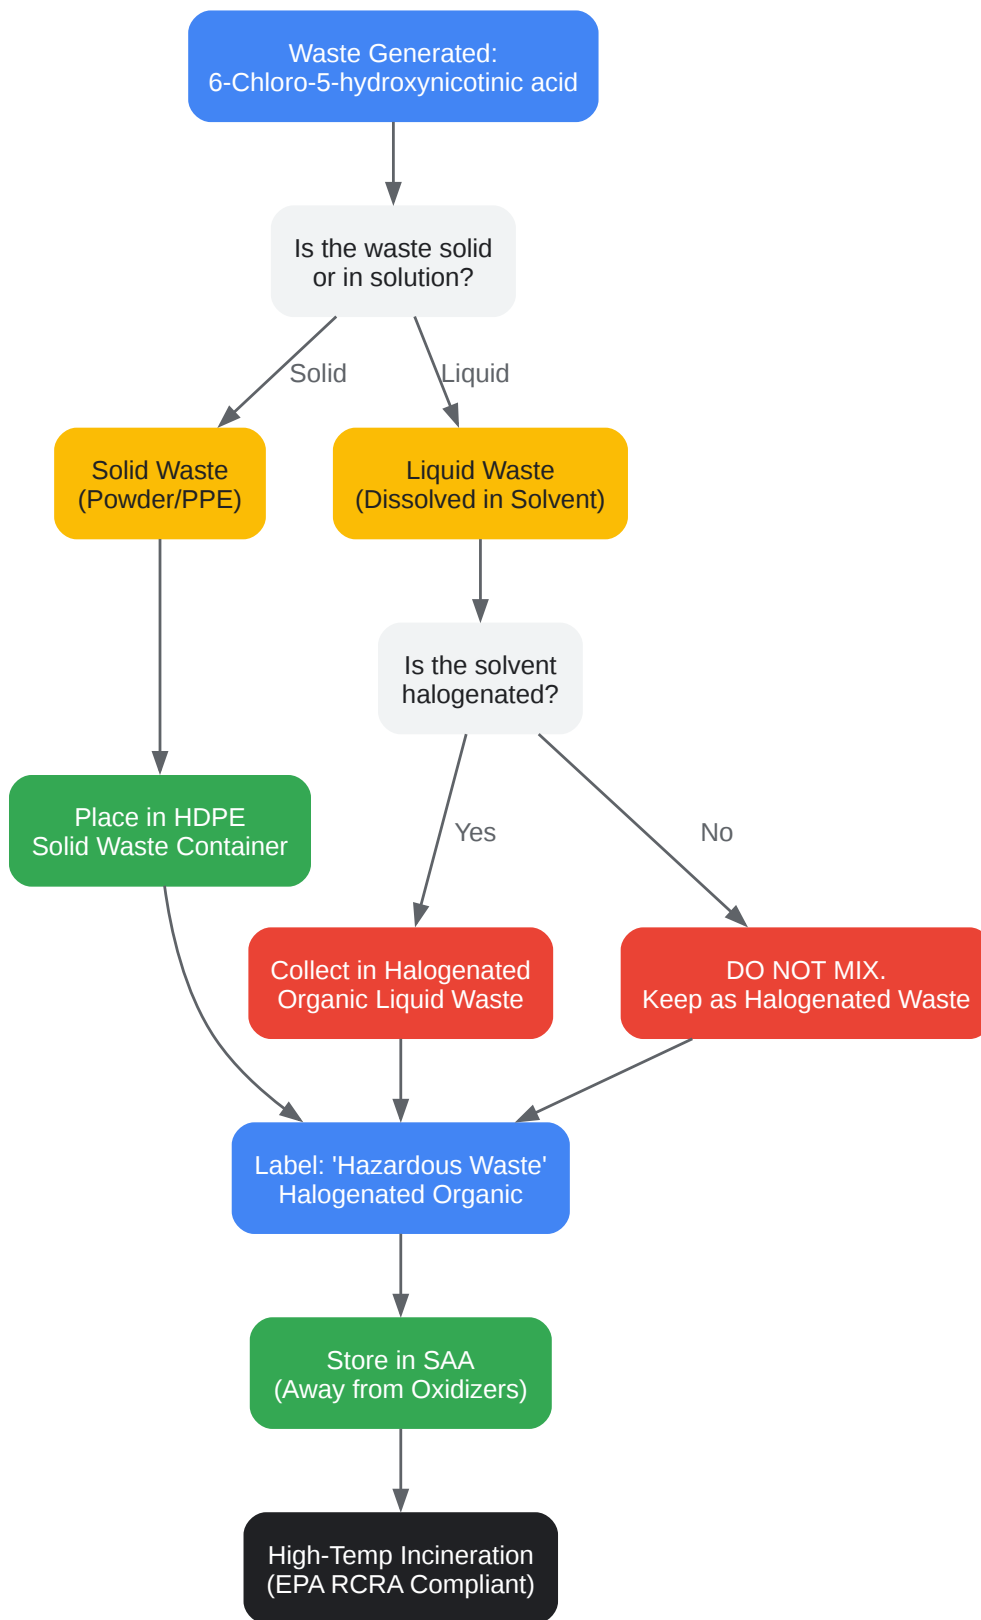 Waste Generated:
6-Chloro-5-hydroxynicotinic acid
Is the waste solid
or in solution?
Solid
Liquid
Solid Waste
(Powder/PPE)
Liquid Waste
(Dissolved in Solvent)
Is the solvent
halogenated?
Place in HDPE
Solid Waste Container
Yes
No
Collect in Halogenated
Organic Liquid Waste
DO NOT MIX.
Keep as Halogenated Waste
Label: 'Hazardous Waste'
Halogenated Organic
Store in SAA
(Away from Oxidizers)
High-Temp Incineration
(EPA RCRA Compliant)